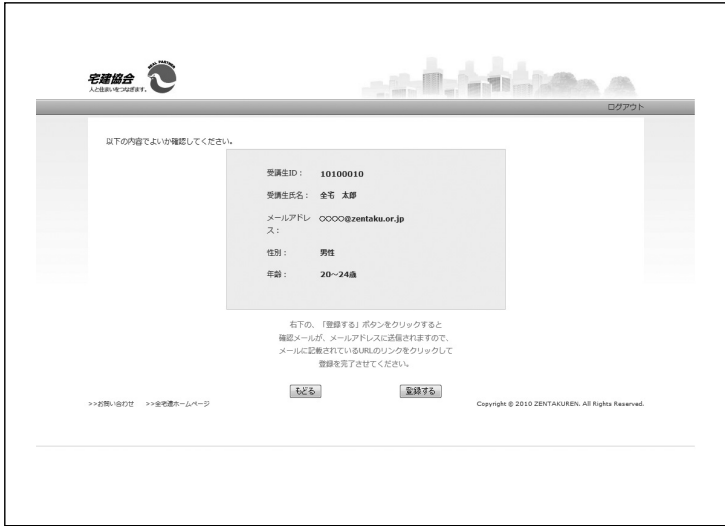 宅建協会
人と住まいをつなぎます。
REAL PARTNER
ログアウト
以下の内容でよいか確認してください。
受講生ID： 10100010
受講生氏名： 全宅　太郎
メールアドレ ○○○○@zentaku.or.jp
ス：
性別： 男性
年齢： 20～24歳
右下の、「登録する」ボタンをクリックすると
確認メールが、メールアドレスに送信されますので、
メールに記載されているURLのリンクをクリックして
登録を完了させてください。
もどる 登録する
>>お問い合わせ >>全宅連ホームページ Copyright © 2010 ZENTAKUREN. All Rights Reserved.